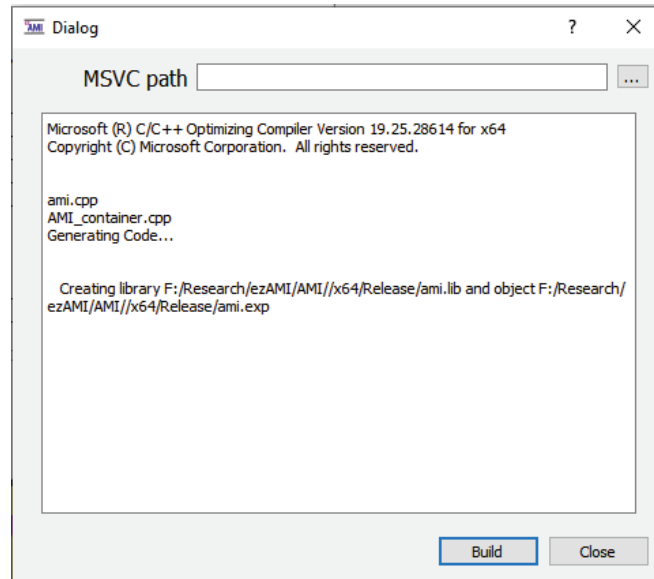 AMI Dialog ? ×
MSVC path ...
Microsoft (R) C/C++ Optimizing Compiler Version 19.25.28614 for x64
Copyright (C) Microsoft Corporation.  All rights reserved.
ami.cpp
AMI_container.cpp
Generating Code...
Creating library F:/Research/ezAMI/AMI//x64/Release/ami.lib and object F:/Research/
ezAMI/AMI//x64/Release/ami.exp
Build Close